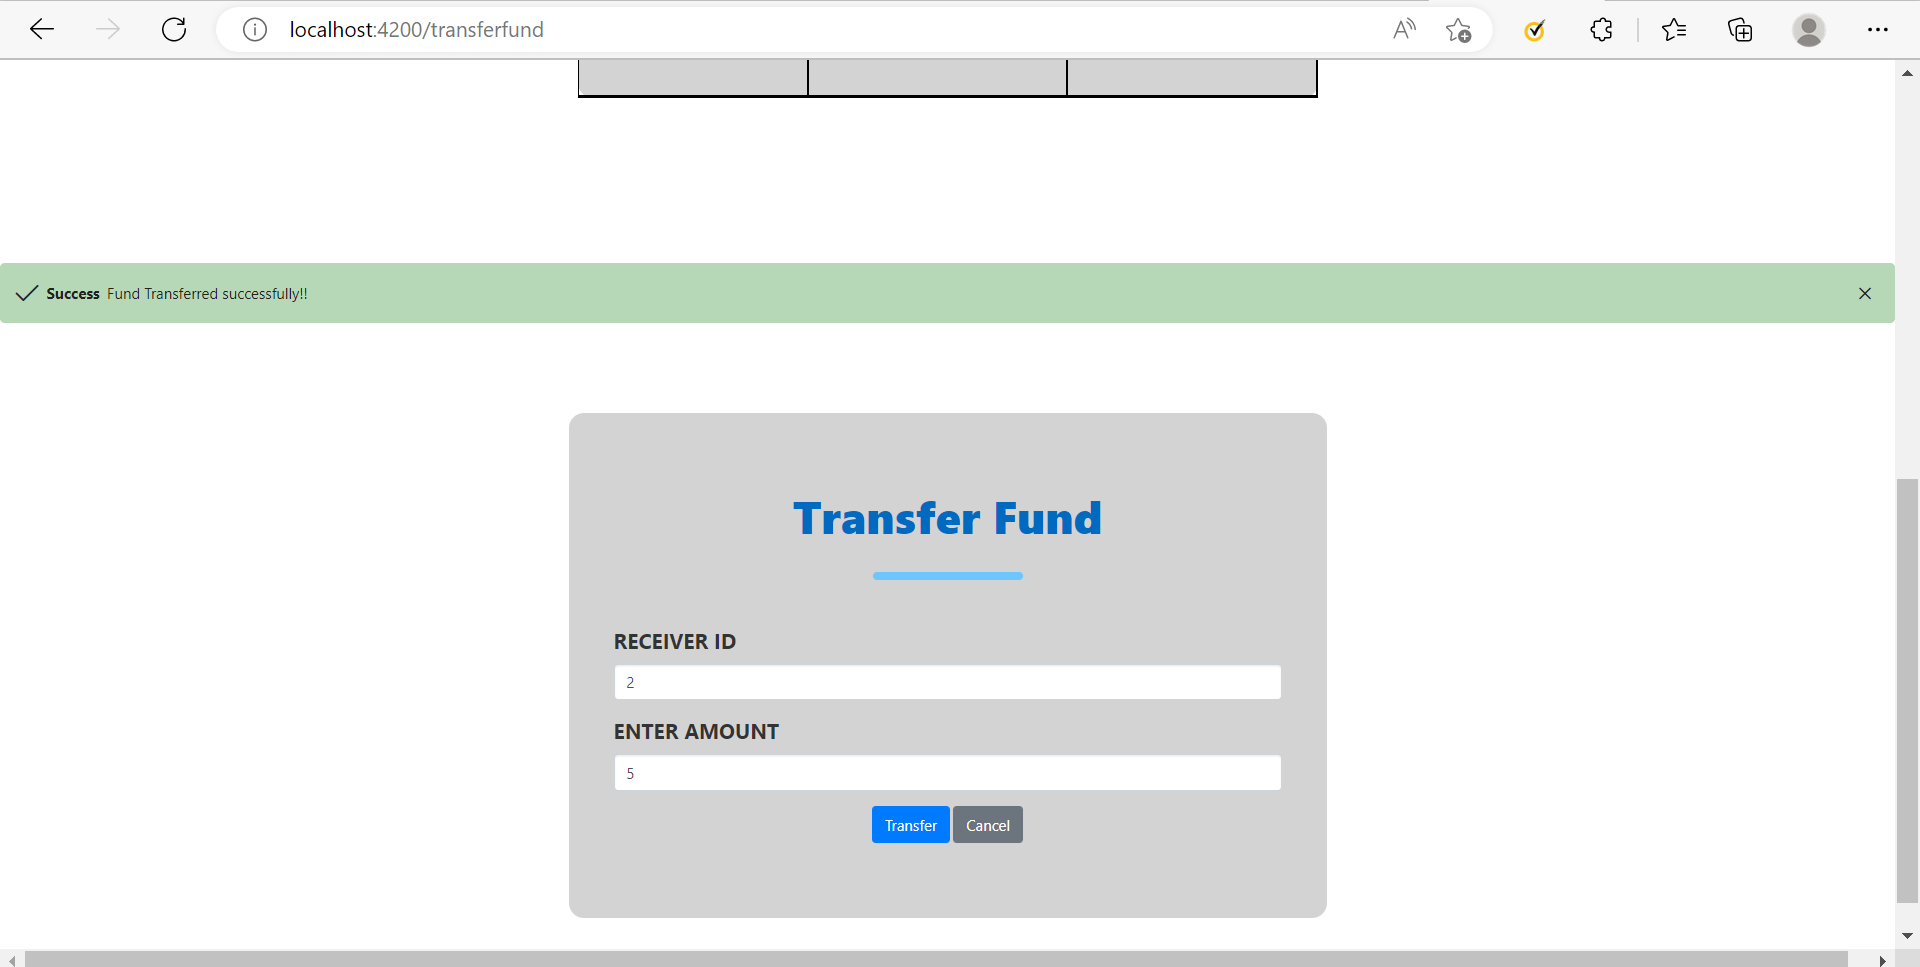 localhost:4200/transferfund
Success Fund Transferred successfully!!
Transfer Fund
RECEIVER ID
2
ENTER AMOUNT
5
Transfer Cancel